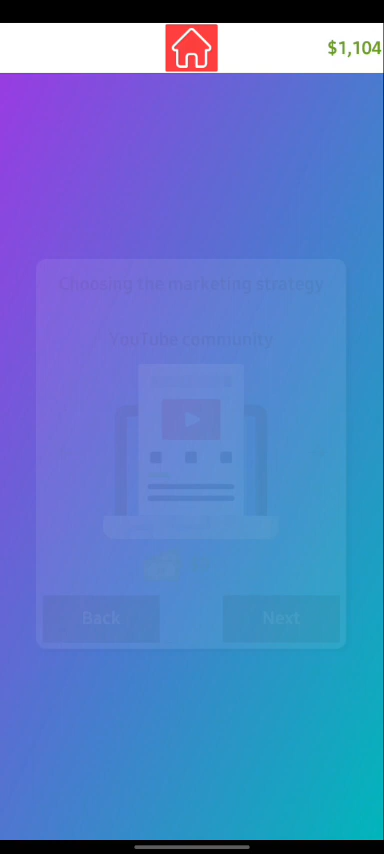 $1,104
Choosing the marketing strategy
YouTube community
Back
Next